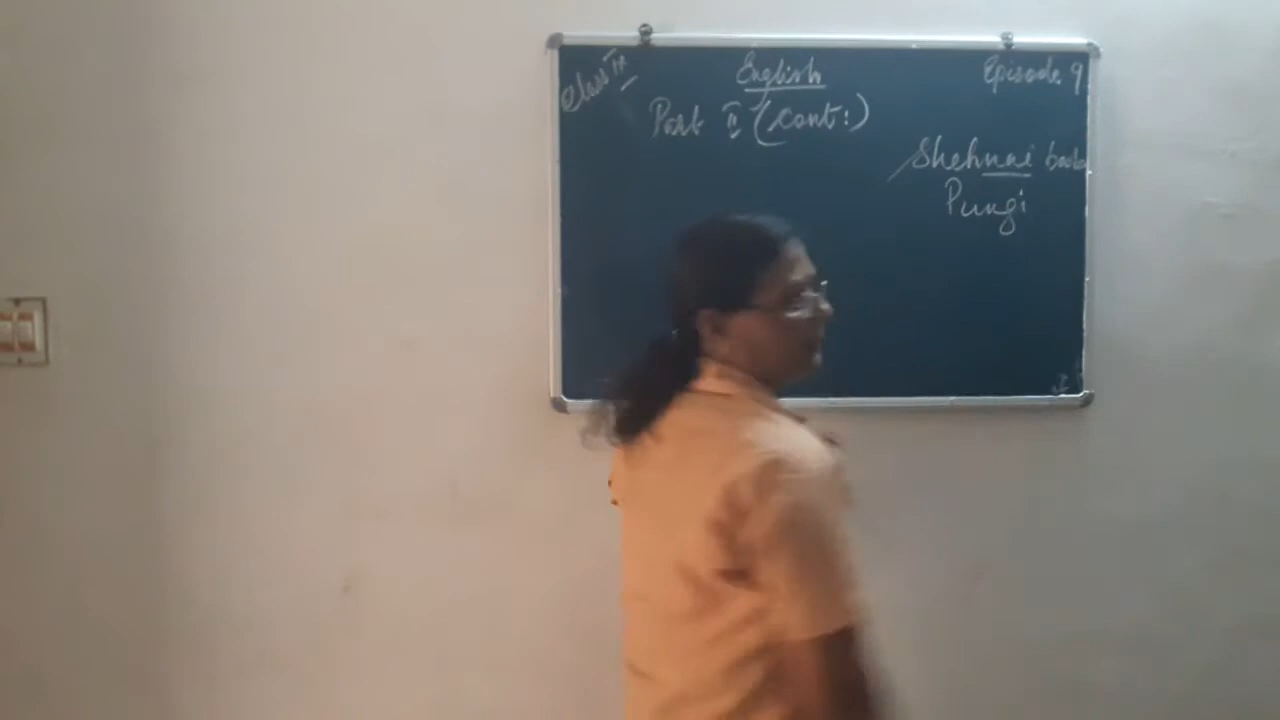 Class IX
English
Episode. 9
Part II (Cont:)
Shehnai
Pungi